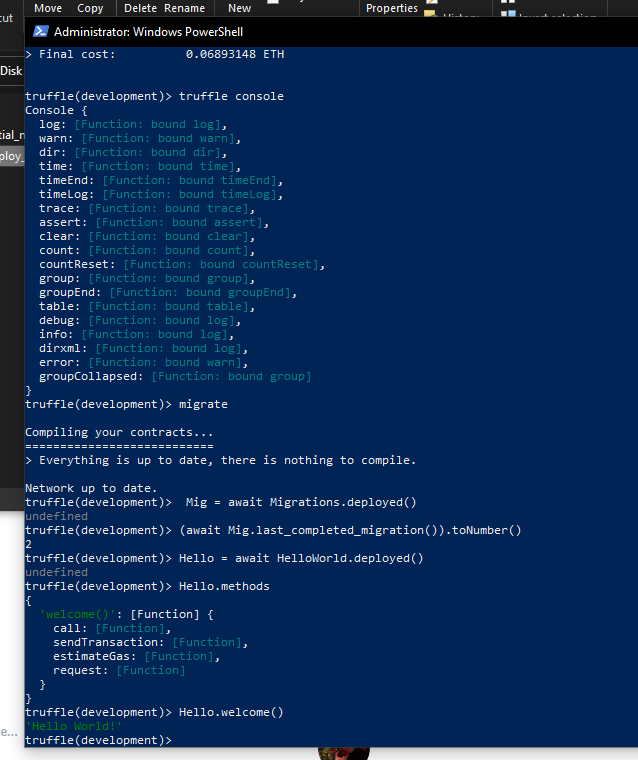 Move Copy Delete Rename New Properties
cut
Administrator: Windows PowerShell
> Final cost:          0.06893148 ETH
Disk
truffle(development)> truffle console
Console {
  log: [Function: bound log],
  warn: [Function: bound warn],
  dir: [Function: bound dir],
  time: [Function: bound time],
  timeEnd: [Function: bound timeEnd],
  timeLog: [Function: bound timeLog],
  trace: [Function: bound trace],
  assert: [Function: bound assert],
  clear: [Function: bound clear],
  count: [Function: bound count],
  countReset: [Function: bound countReset],
  group: [Function: bound group],
  groupEnd: [Function: bound groupEnd],
  table: [Function: bound table],
  debug: [Function: bound log],
  info: [Function: bound log],
  dirxml: [Function: bound log],
  error: [Function: bound warn],
  groupCollapsed: [Function: bound group]
}
truffle(development)> migrate
Compiling your contracts...
===========================
> Everything is up to date, there is nothing to compile.
Network up to date.
truffle(development)>  Mig = await Migrations.deployed()
undefined
truffle(development)> (await Mig.last_completed_migration()).toNumber()
2
truffle(development)> Hello = await HelloWorld.deployed()
undefined
truffle(development)> Hello.methods
{
  'welcome()': [Function] {
    call: [Function],
    sendTransaction: [Function],
    estimateGas: [Function],
    request: [Function]
  }
}
truffle(development)> Hello.welcome()
'Hello World!'
truffle(development)>